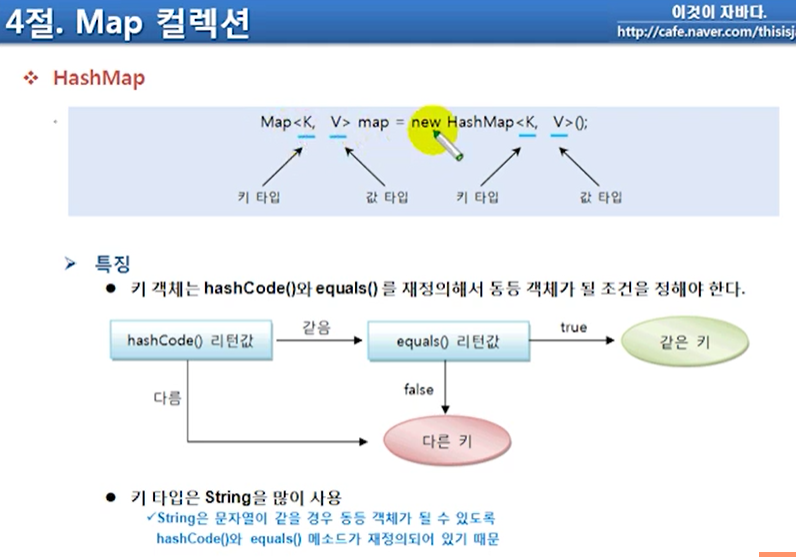 4절. Map 컬렉션
이것이 자바다.
http://cafe.naver.com/thisisja
HashMap
Map<K, V> map = new HashMap<K, V>();
키 타입 값 타입 키 타입 값 타입
특징
키 객체는 hashCode()와 equals() 를 재정의해서 동등 객체가 될 조건을 정해야 한다.
hashCode() 리턴값 같음 equals() 리턴값 true 같은 키
다름 false
다른 키
키 타입은 String을 많이 사용
✓String은 문자열이 같을 경우 동등 객체가 될 수 있도록
hashCode()와 equals() 메소드가 재정의되어 있기 때문